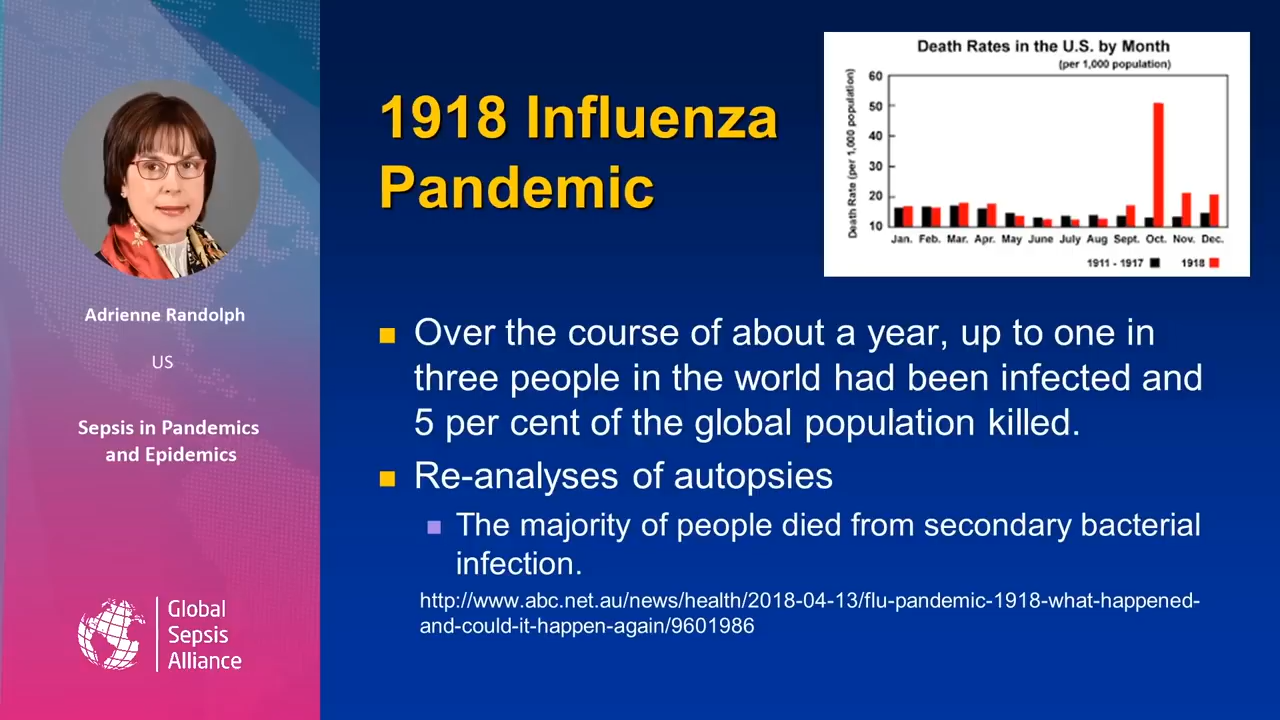 Adrienne Randolph
US
Sepsis in Pandemics
and Epidemics
Global
Sepsis
Alliance
1918 Influenza
Pandemic
Death Rates in the U.S. by Month
(per 1,000 population)
Death Rate (per 1,000 population)
60
50
40
30
20
10
Jan. Feb. Mar. Apr. May June July Aug Sept. Oct. Nov. Dec.
1911 - 1917 1918
Over the course of about a year, up to one in
three people in the world had been infected and
5 per cent of the global population killed.
Re-analyses of autopsies
The majority of people died from secondary bacterial
infection.
http://www.abc.net.au/news/health/2018-04-13/flu-pandemic-1918-what-happened-
and-could-it-happen-again/9601986